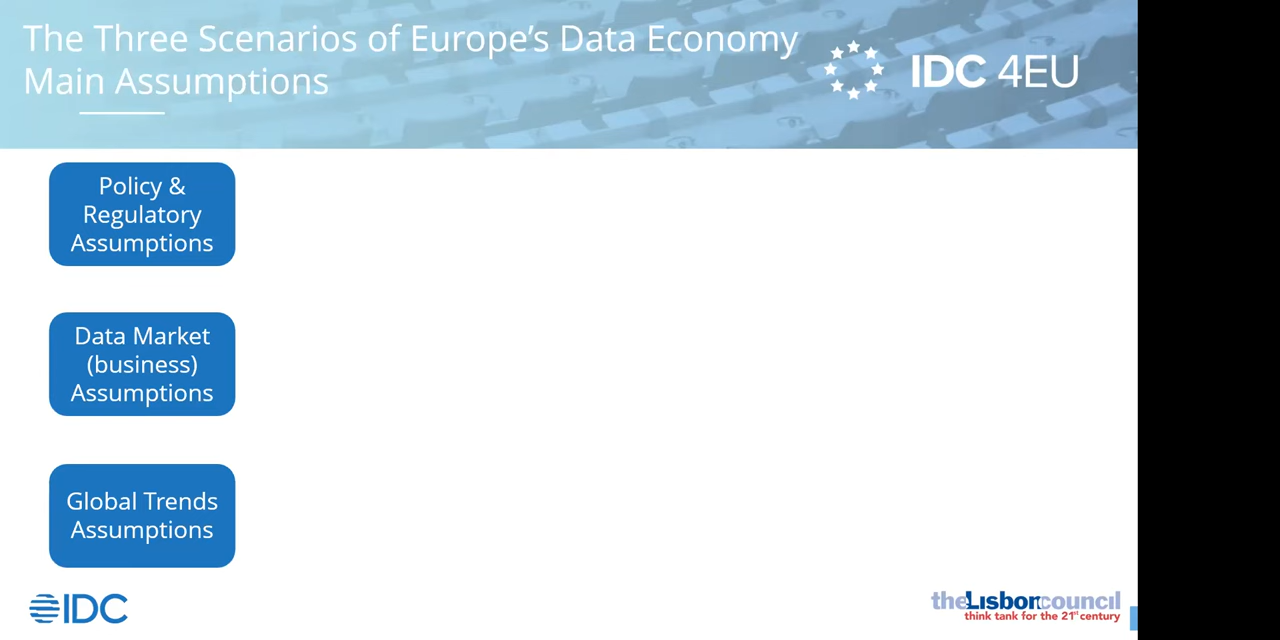 The Three Scenarios of Europe's Data Economy
Main Assumptions
IDC 4EU
Policy &
Regulatory
Assumptions
Data Market
(business)
Assumptions
Global Trends
Assumptions
IDC
theLisboncouncil
think tank for the 21st century